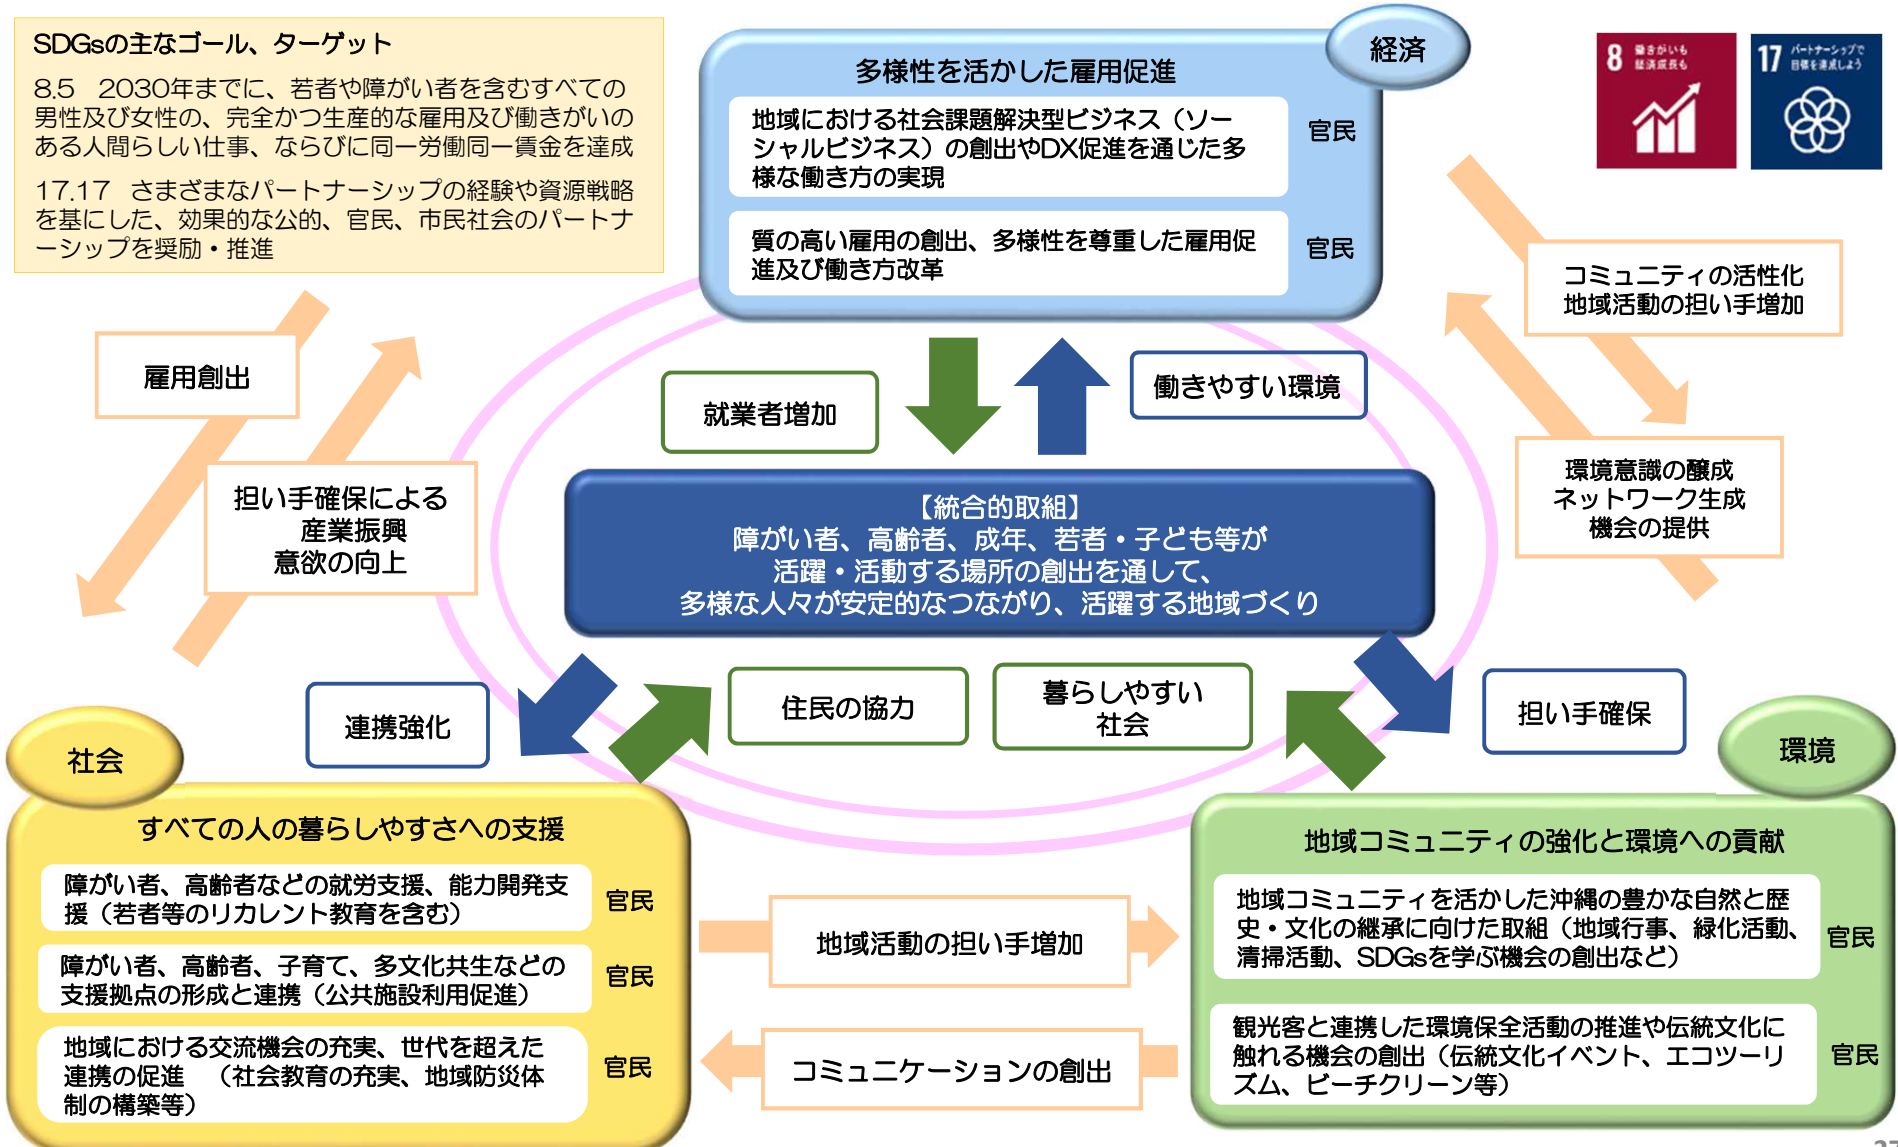 SDGsの主なゴール、ターゲット
8.5　2030年までに、若者や障がい者を含むすべての
男性及び女性の、完全かつ生産的な雇用及び働きがいの
ある人間らしい仕事、ならびに同一労働同一賃金を達成
17.17　さまざまなパートナーシップの経験や資源戦略
を基にした、効果的な公的、官民、市民社会のパートナ
ーシップを奨励・推進
経済
多様性を活かした雇用促進
地域における社会課題解決型ビジネス（ソー
シャルビジネス）の創出やDX促進を通じた多
様な働き方の実現
官民
質の高い雇用の創出、多様性を尊重した雇用促
進及び働き方改革
官民
8 働きがいも
経済成長も
17 パートナーシップで
目標を達成しよう
コミュニティの活性化
地域活動の担い手増加
環境意識の醸成
ネットワーク生成
機会の提供
雇用創出
担い手確保による
産業振興
意欲の向上
就業者増加
働きやすい環境
【統合的取組】
障がい者、高齢者、成年、若者・子ども等が
活躍・活動する場所の創出を通して、
多様な人々が安定的なつながり、活躍する地域づくり
連携強化
住民の協力
暮らしやすい
社会
担い手確保
社会
すべての人の暮らしやすさへの支援
障がい者、高齢者などの就労支援、能力開発支
援（若者等のリカレント教育を含む）
官民
障がい者、高齢者、子育て、多文化共生などの
支援拠点の形成と連携（公共施設利用促進）
官民
地域における交流機会の充実、世代を超えた
連携の促進　（社会教育の充実、地域防災体
制の構築等）
官民
地域活動の担い手増加
コミュニケーションの創出
環境
地域コミュニティの強化と環境への貢献
地域コミュニティを活かした沖縄の豊かな自然と歴
史・文化の継承に向けた取組（地域行事、緑化活動、
清掃活動、SDGsを学ぶ機会の創出など）
官民
観光客と連携した環境保全活動の推進や伝統文化に
触れる機会の創出（伝統文化イベント、エコツーリ
ズム、ビーチクリーン等）
官民